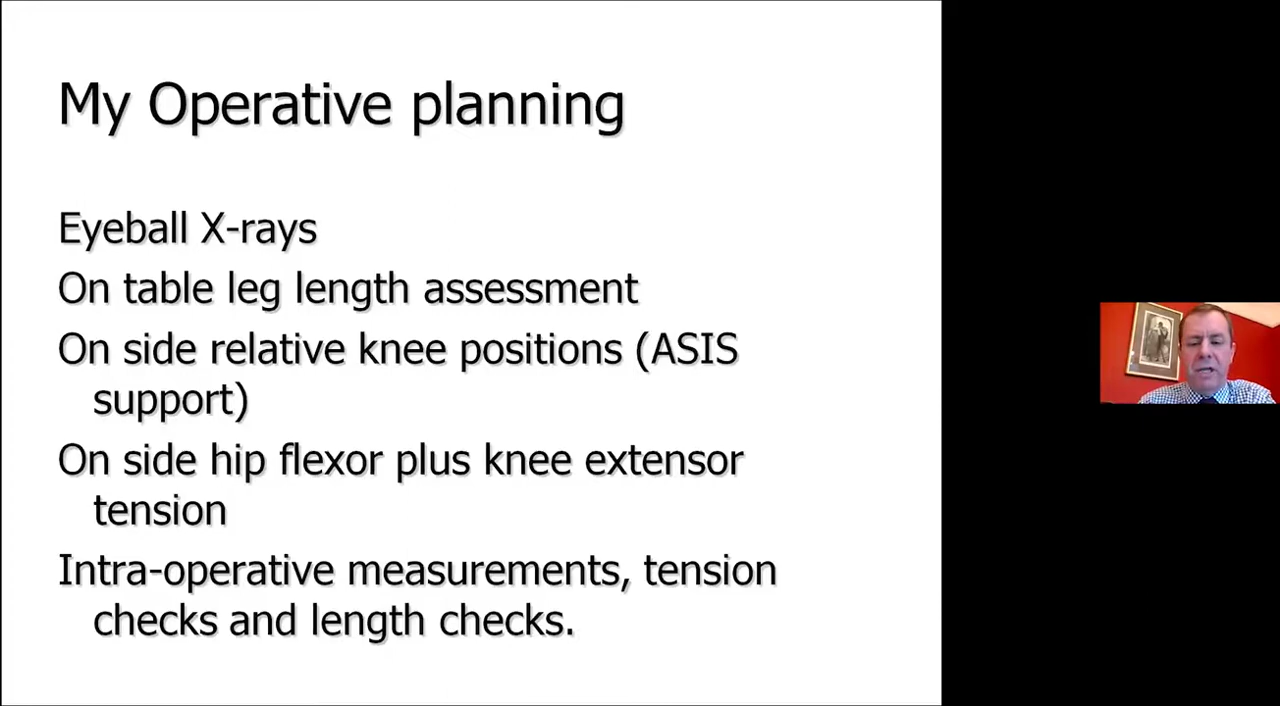 My Operative planning
Eyeball X-rays
On table leg length assessment
On side relative knee positions (ASIS
support)
On side hip flexor plus knee extensor
tension
Intra-operative measurements, tension
checks and length checks.